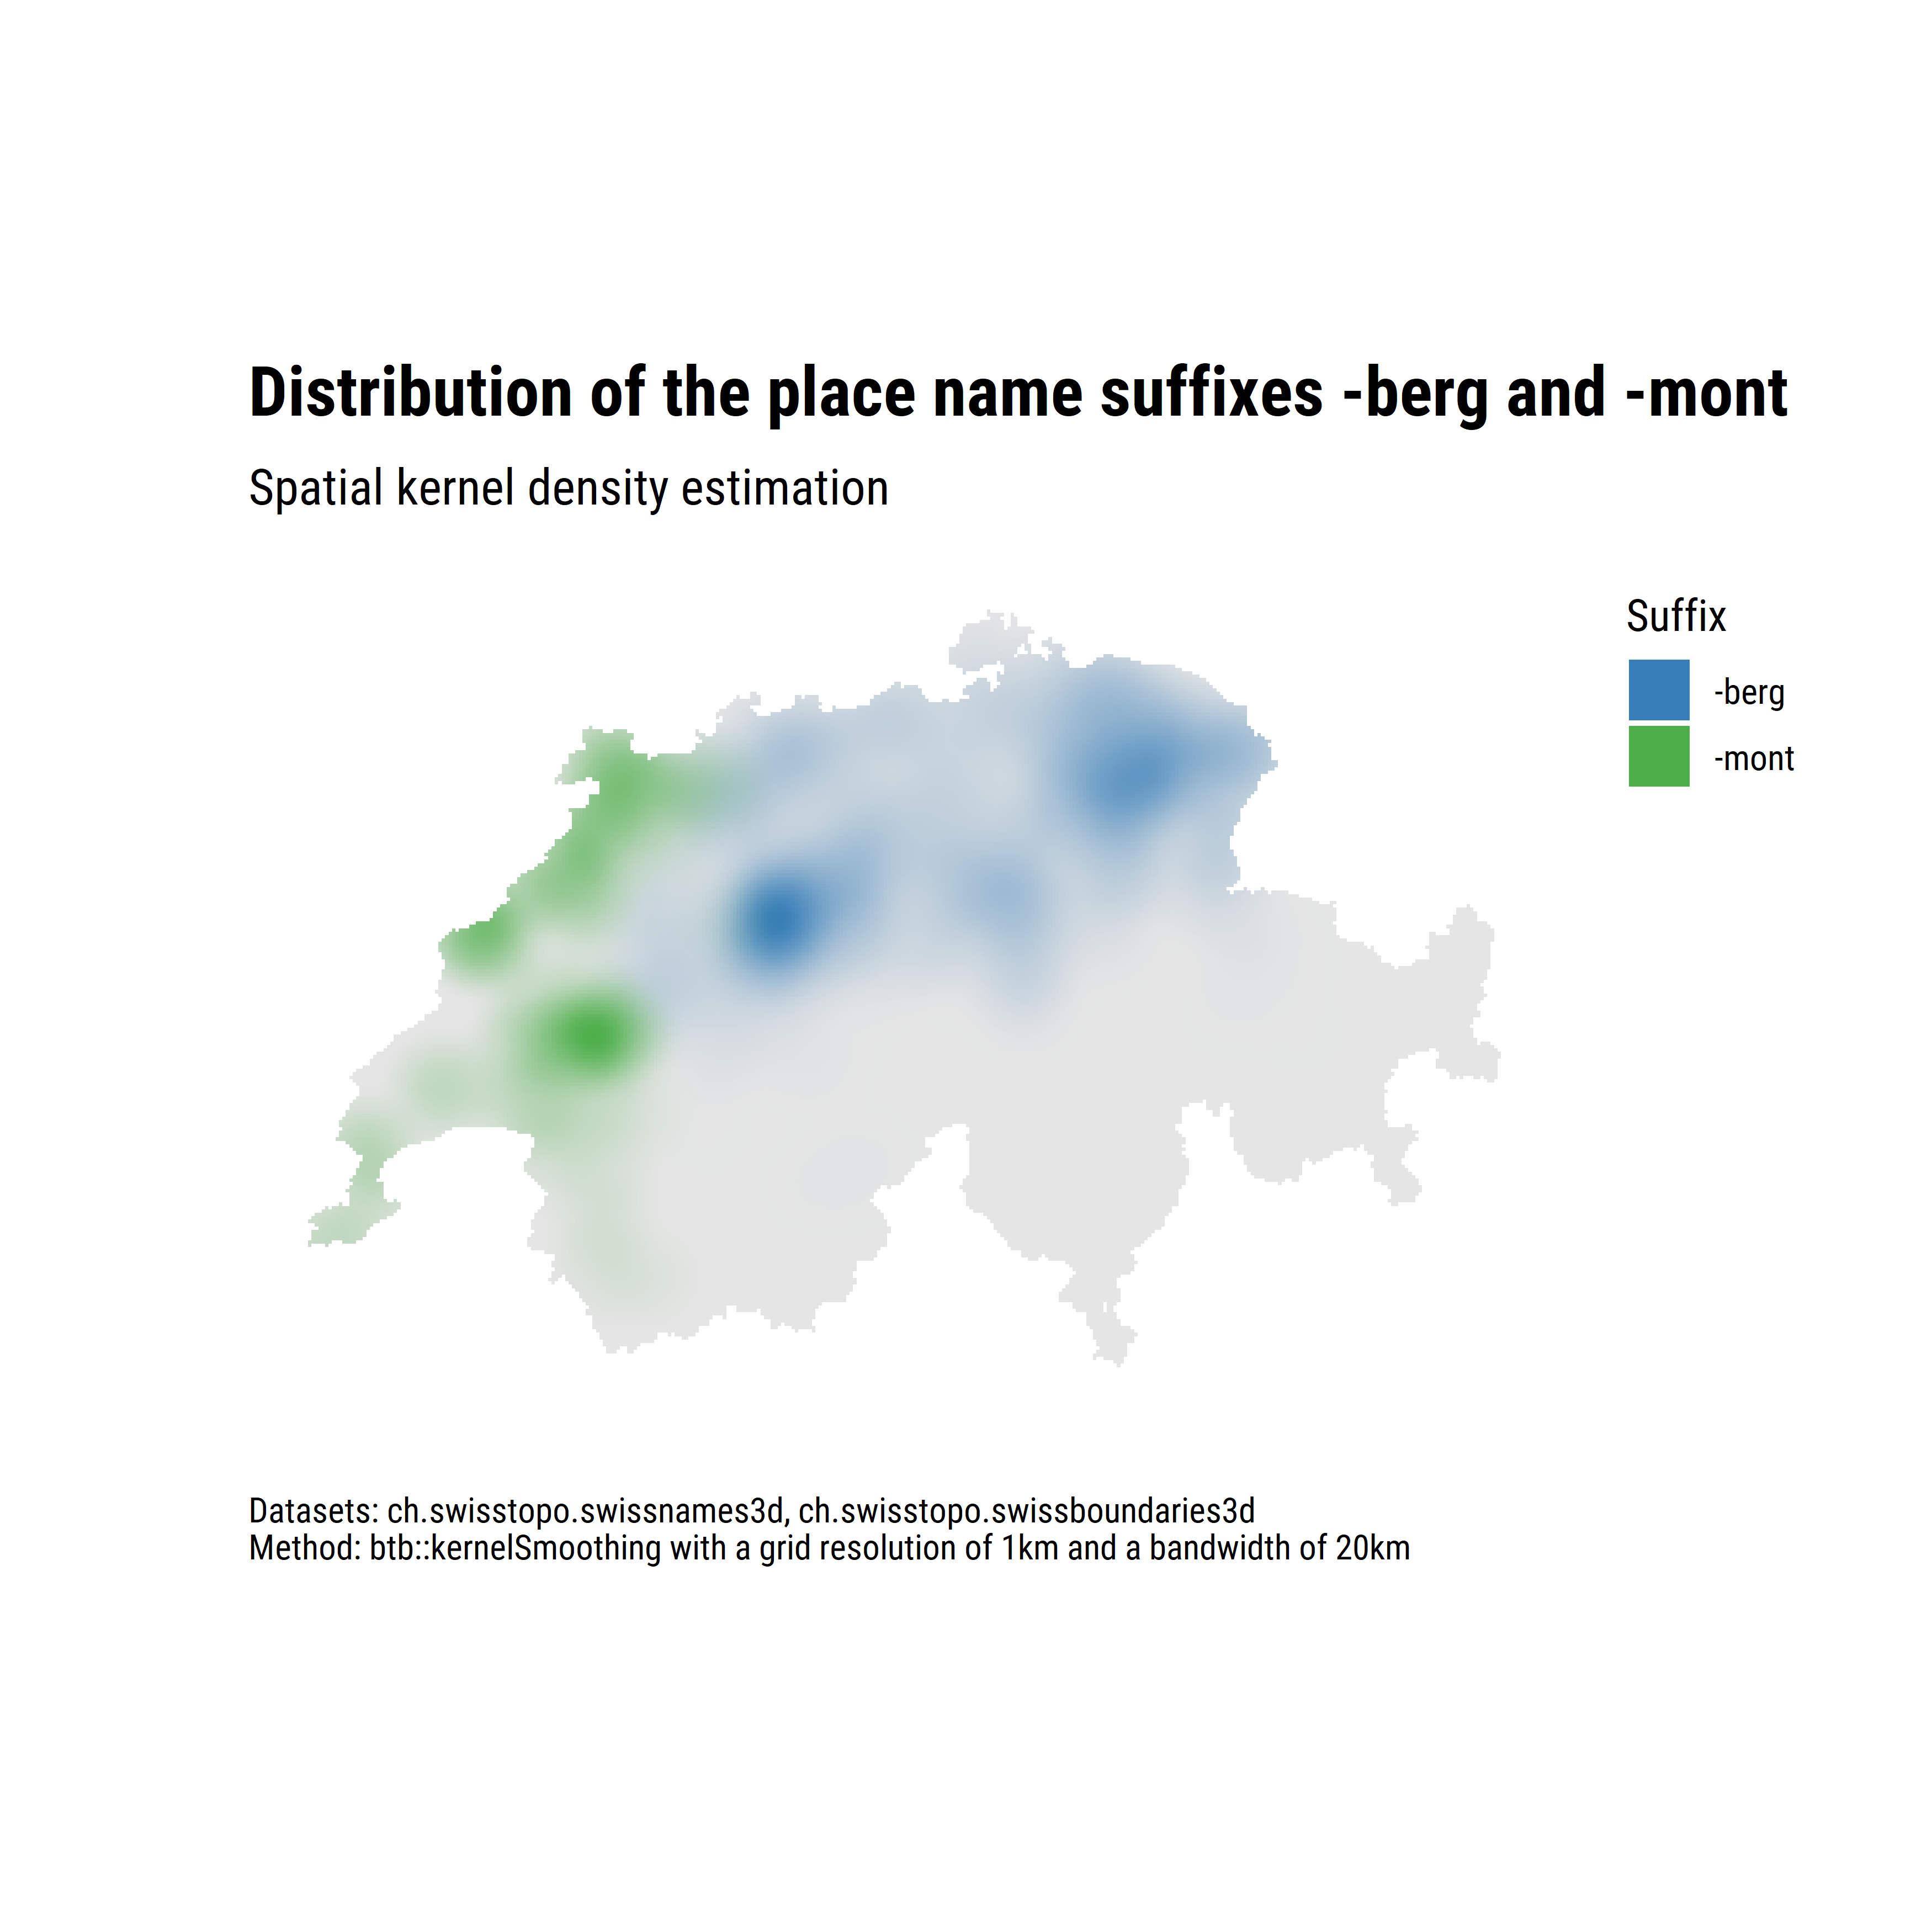 Distribution of the place name suffixes -berg and -mont
Spatial kernel density estimation
Suffix
-berg
-mont
Datasets: ch.swisstopo.swissnames3d, ch.swisstopo.swissboundaries3d
Method: btb::kernelSmoothing with a grid resolution of 1km and a bandwidth of 20km